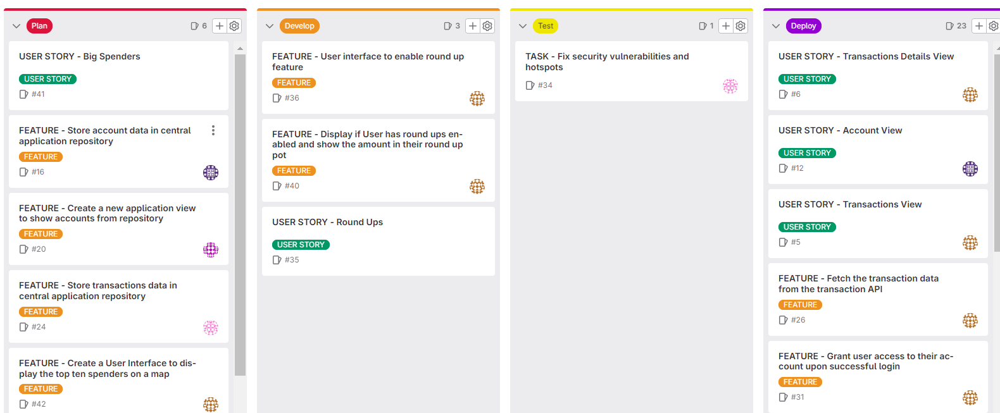 Plan
6
USER STORY - Big Spenders
USER STORY
#41
FEATURE - Store account data in central
application repository
FEATURE
#16
FEATURE - Create a new application view
to show accounts from repository
FEATURE
#20
FEATURE - Store transactions data in
central application repository
FEATURE
#24
FEATURE - Create a User Interface to dis-
play the top ten spenders on a map
FEATURE
#42
Develop
3
FEATURE - User interface to enable round up
feature
FEATURE
#36
FEATURE - Display if User has round ups en-
abled and show the amount in their round up
pot
FEATURE
#40
USER STORY - Round Ups
USER STORY
#35
Test
1
TASK - Fix security vulnerabilities and
hotspots
#34
Deploy
23
USER STORY - Transactions Details View
USER STORY
#6
USER STORY - Account View
USER STORY
#12
USER STORY - Transactions View
USER STORY
#5
FEATURE - Fetch the transaction data
from the transaction API
FEATURE
#26
FEATURE - Grant user access to their ac-
count upon successful login
FEATURE
#31